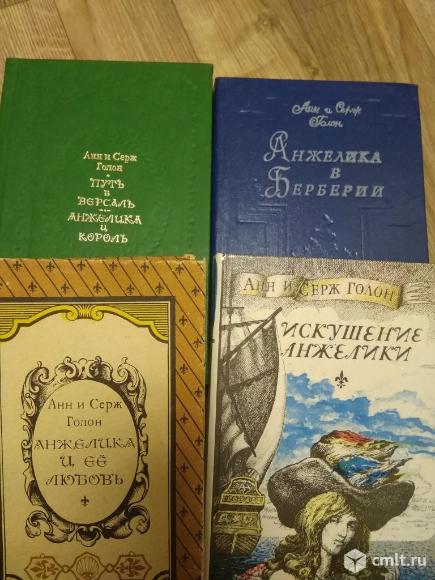 Анн и Серж
Голон
ПУТЬ
В
ВЕРСАЛЬ
АНЖЕЛИКА
И
КОРОЛЬ
Анн и Серж
Голон
АНЖЕЛИКА
В
БЕРБЕРИИ
Анн и Серж
Голон
АНЖЕЛИКА
И ЕЁ
ЛЮБОВЬ
АНН И СЕРЖ ГОЛОН
ИСКУШЕНИЕ
АНЖЕЛИКИ
cmlt.ru